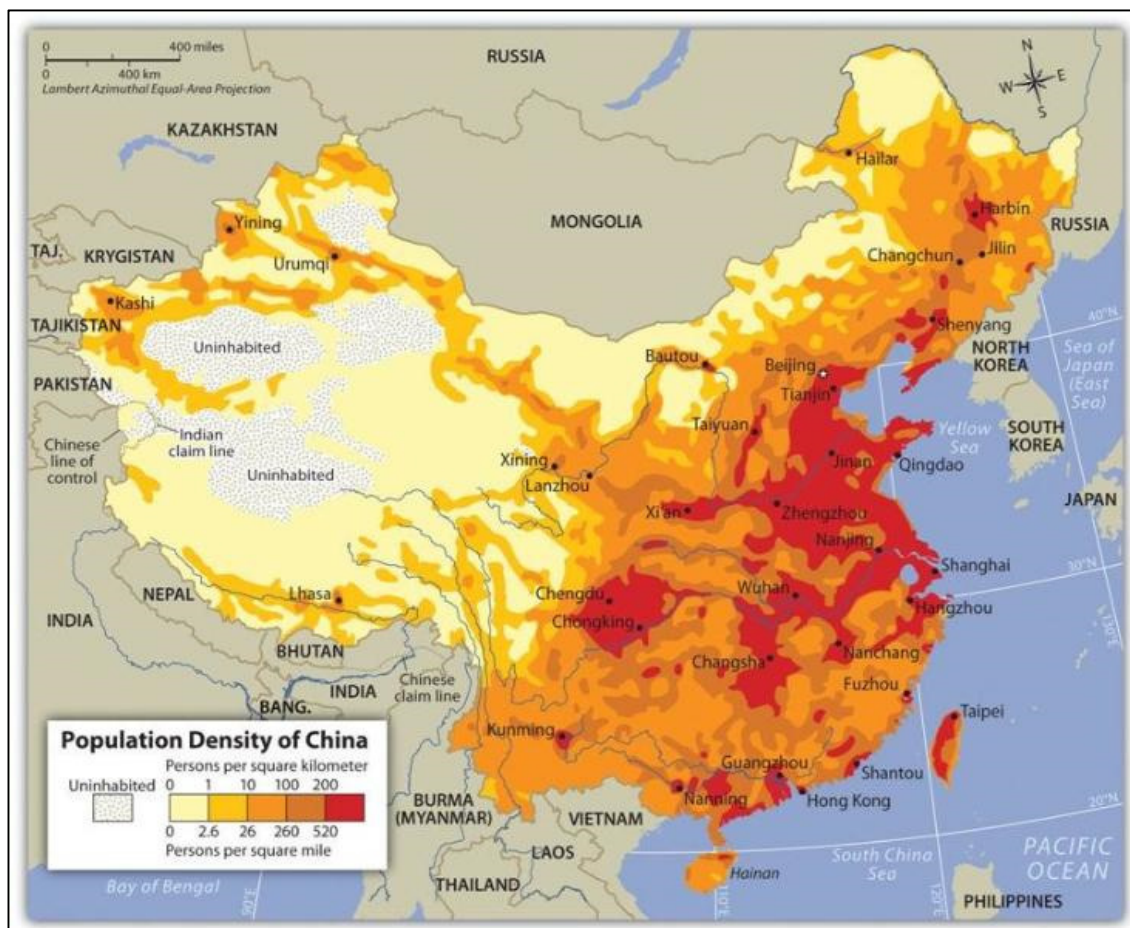 0 400 miles
0 400 km
Lambert Azimuthal Equal-Area Projection
RUSSIA
N
W E
S
KAZAKHSTAN
Hailar
MONGOLIA
Harbin
RUSSIA
Yining
TAJ.
KRYGISTAN
Urumqi
Changchun
Jilin
Kashi
TAJIKISTAN
Shenyang
40°N
Uninhabited
Bautou
Beijing
NORTH
KOREA
Sea of
Japan
(East
Sea)
PAKISTAN
Tianjin
Taiyuan
Yellow
Sea
SOUTH
KOREA
Chinese
line of
control
Indian
claim line
Uninhabited
Xining
Lanzhou
Jinan
Qingdao
JAPAN
Xi'an
Zhengzhou
Nanjing
Shanghai
30°N
NEPAL
Lhasa
Chengdu
Wuhan
Hangzhou
INDIA
Chongking
130°E
BHUTAN
Chapgsha
Nanchang
INDIA
Chinese
claim line
Fuzhou
BANG.
Taipei
Kunming
Population Density of China
Persons per square kilometer
Uninhabited
0 1 10 100 200
0 2.6 26 260 520
Persons per square mile
Guangzhou
Shantou
Nanning
Hong Kong
BURMA
(MYANMAR)
VIETNAM
20°N
LAOS
South China
Sea
PACIFIC
OCEAN
Hainan
Bay of Bengal
90°E
THAILAND
110°E
120°E
PHILIPPINES